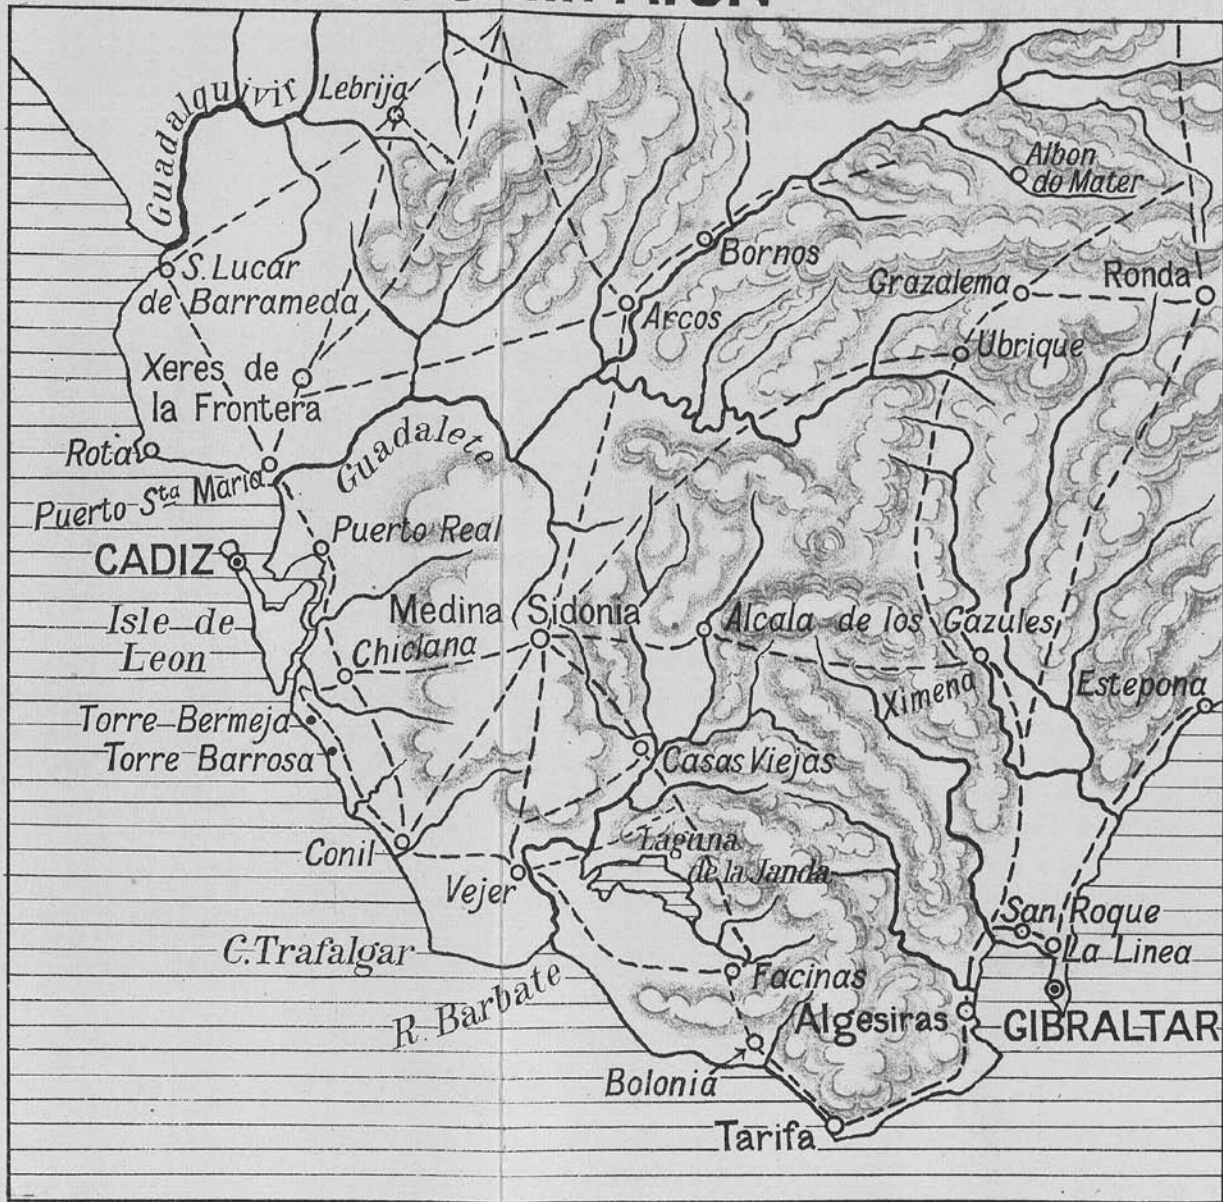 Guadalquivir
Lebrija
Albon
do Mater
Bornos
S. Lucar
de Barrameda
Grazalema
Ronda
Arcos
Ubrique
Xeres de
la Frontera
Guadalete
Rota
Puerto Sta Maria
Puerto Real
CADIZ
Medina Sidonia
Alcala de los Gazules
Isle de
Leon
Chiclana
Ximena
Estepona
Torre Bermeja
Torre Barrosa
Casas Viejas
Conil
Laguna
de la Janda
Vejer
San Roque
La Linea
C. Trafalgar
Facinas
R. Barbate
Algesiras
GIBRALTAR
Bolonia
Tarifa